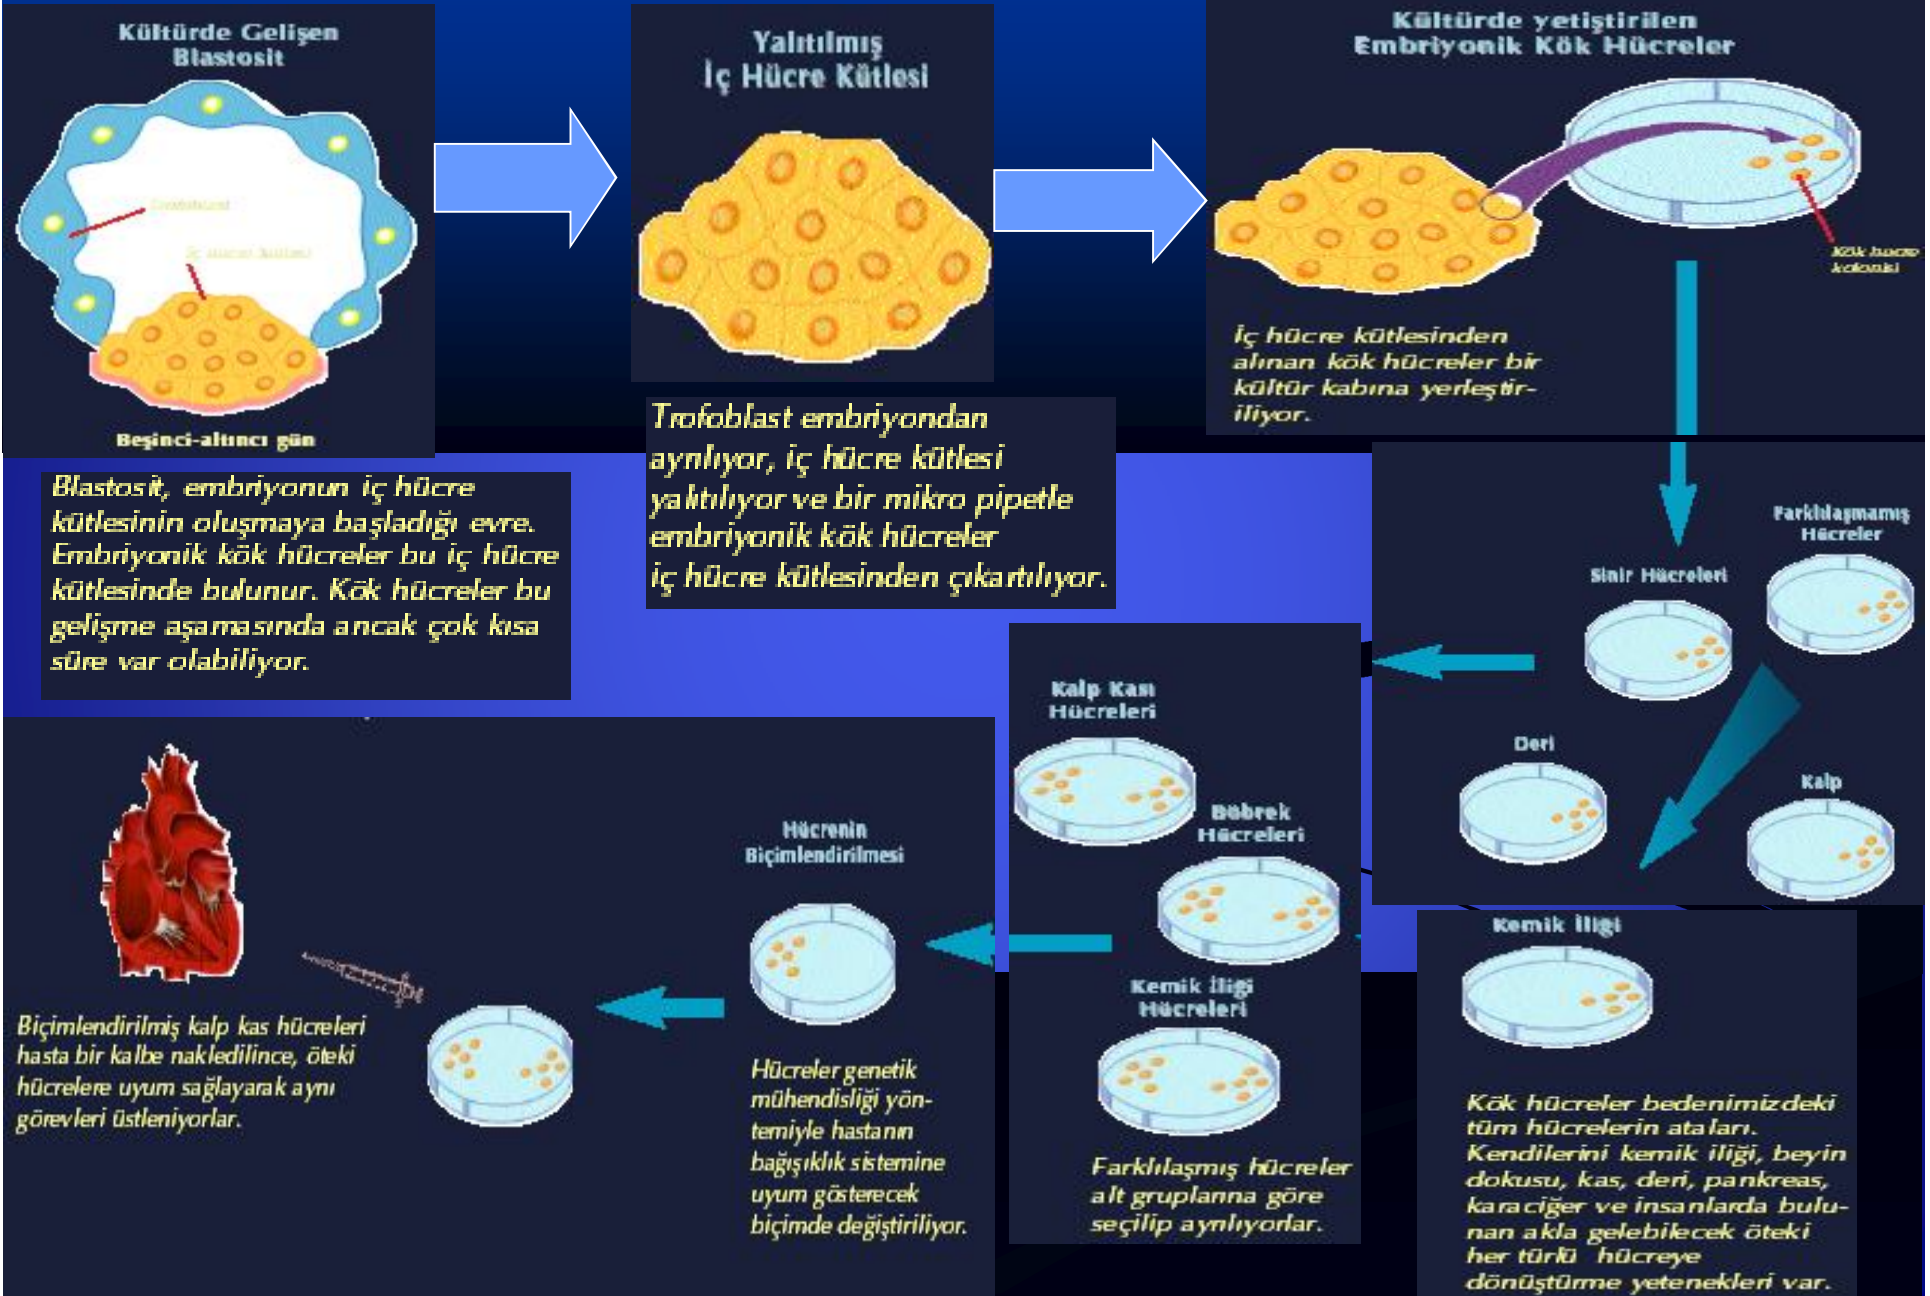 Kültürde Gelişen
Blastosit
iç hücre kütlesi
Beşinci-altıncı gün
Yalıtılmış
İç Hücre Kütlesi
Kültürde yetiştirilen
Embriyonik Kök Hücreler
Kök hücre
kolonisi
İç hücre kütlesinden
alınan kök hücreler bir
kültür kabına yerleştir-
iliyor.
Blastosit, embriyonun iç hücre
kütlesinin oluşmaya başladığı evre.
Embriyonik kök hücreler bu iç hücre
kütlesinde bulunur. Kök hücreler bu
gelişme aşamasında ancak çok kısa
süre var olabiliyor.
Trofoblast embriyondan
ayrılıyor, iç hücre kütlesi
yalıtılıyor ve bir mikro pipetle
embriyonik kök hücreler
iç hücre kütlesinden çıkartılıyor.
Farklılaşmamış
Hücreler
Sinir Hücreleri
Deri
Kalp
Kemik İliği
Kök hücreler bedenimizdeki
tüm hücrelerin ataları.
Kendilerini kemik iliği, beyin
dokusu, kas, deri, pankreas,
karaciğer ve insanlarda bulu-
nan akla gelebilecek öteki
her türlü hücreye
dönüştürme yetenekleri var.
Kalp Kası
Hücreleri
Böbrek
Hücreleri
Kemik İliği
Hücreleri
Farklılaşmış hücreler
alt gruplarına göre
seçilip ayrılıyorlar.
Hücrenin
Biçimlendirilmesi
Hücreler genetik
mühendisliği yön-
temiyle hastanın
bağışıklık sistemine
uyum gösterecek
biçimde değiştiriliyor.
Biçimlendirilmiş kalp kas hücreleri
hasta bir kalbe nakledilince, öteki
hücrelere uyum sağlayarak aynı
görevleri üstleniyorlar.